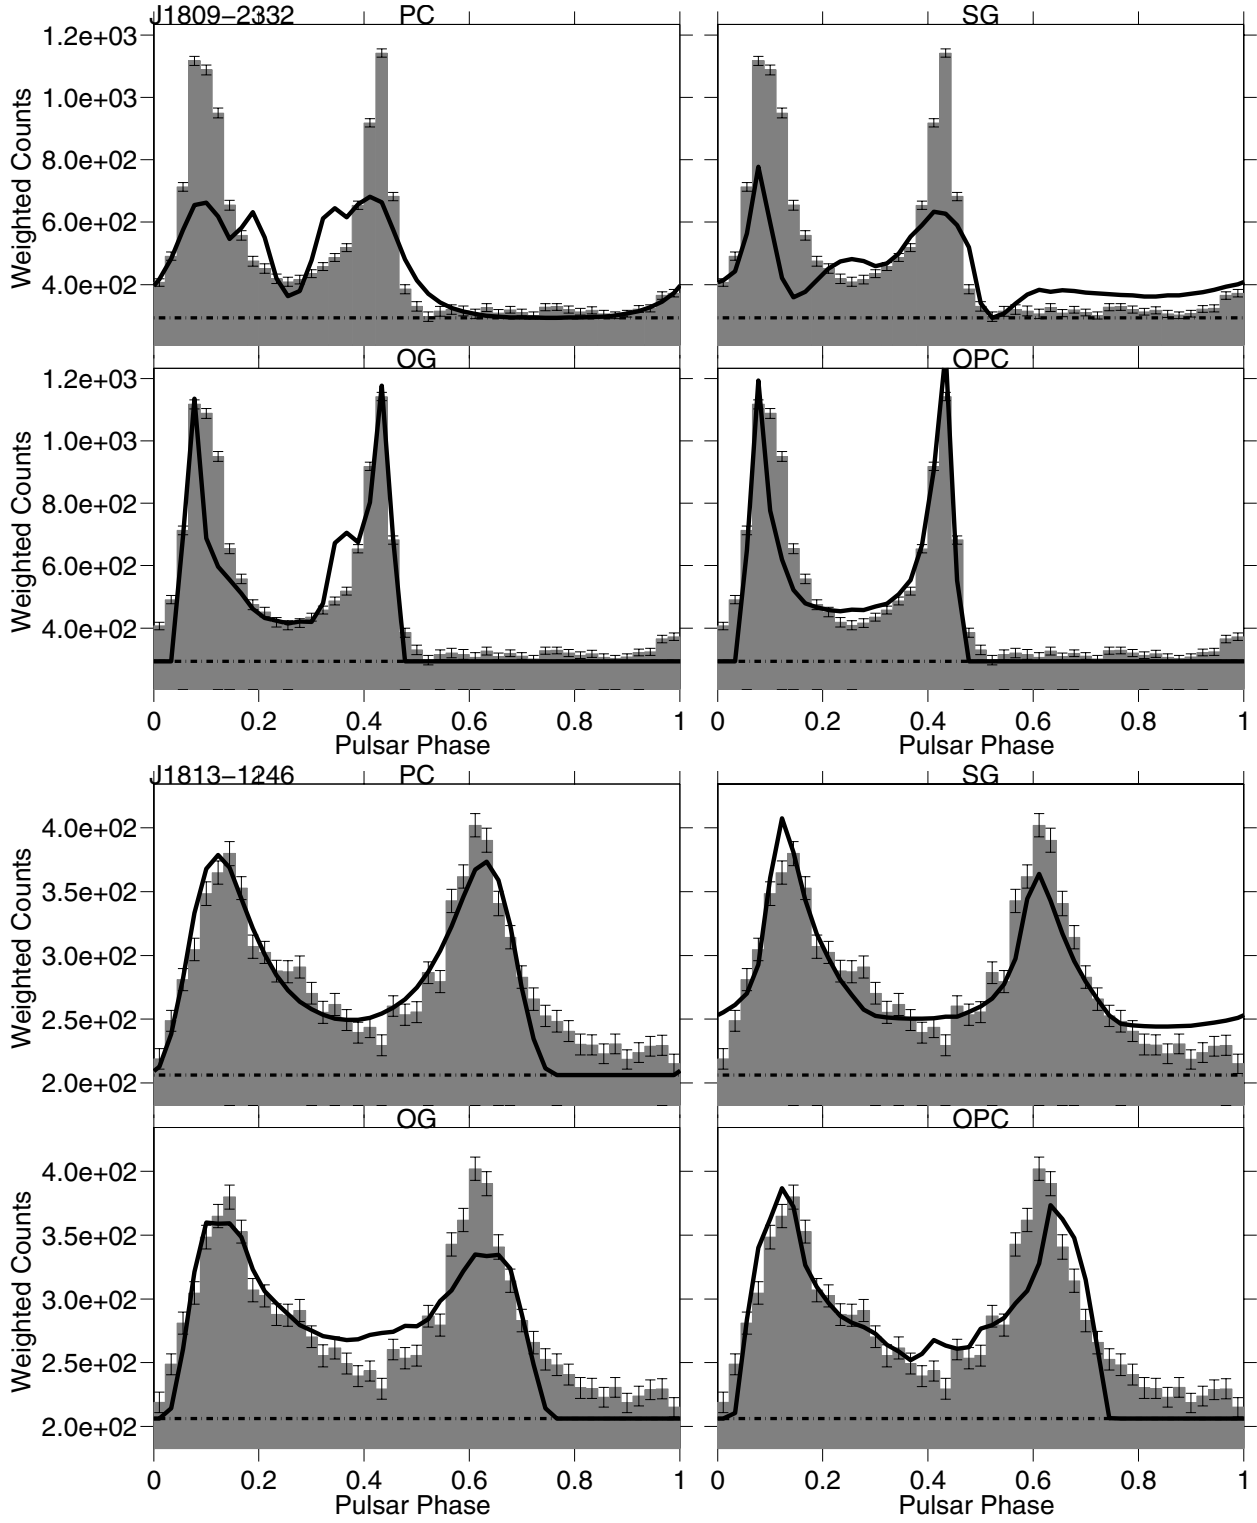 J1809−2332 PC SG
1.2e+03
1.0e+03
8.0e+02
6.0e+02
4.0e+02
Weighted Counts
OG OPC
1.2e+03
1.0e+03
8.0e+02
6.0e+02
4.0e+02
Weighted Counts
0 0.2 0.4 0.6 0.8 1 0 0.2 0.4 0.6 0.8 1
Pulsar Phase Pulsar Phase
J1813−1246 PC SG
4.0e+02
3.5e+02
3.0e+02
2.5e+02
2.0e+02
Weighted Counts
OG OPC
4.0e+02
3.5e+02
3.0e+02
2.5e+02
2.0e+02
Weighted Counts
0 0.2 0.4 0.6 0.8 1 0 0.2 0.4 0.6 0.8 1
Pulsar Phase Pulsar Phase